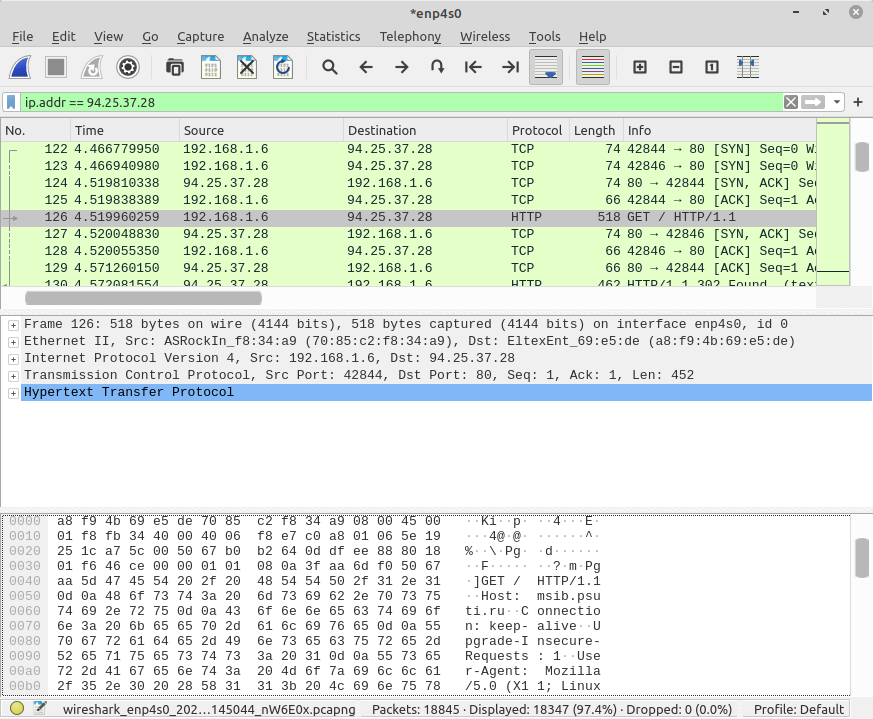 *enp4s0
File Edit View Go Capture Analyze Statistics Telephony Wireless Tools Help
ip.addr == 94.25.37.28
No. Time Source Destination Protocol Length Info
122 4.466779950 192.168.1.6 94.25.37.28 TCP 74 42844 → 80 [SYN] Seq=0 Wi
123 4.466940980 192.168.1.6 94.25.37.28 TCP 74 42846 → 80 [SYN] Seq=0 Wi
124 4.519810338 94.25.37.28 192.168.1.6 TCP 74 80 → 42844 [SYN, ACK] Seq
125 4.519838389 192.168.1.6 94.25.37.28 TCP 66 42844 → 80 [ACK] Seq=1 Ac
126 4.519960259 192.168.1.6 94.25.37.28 HTTP 518 GET / HTTP/1.1
127 4.520048830 94.25.37.28 192.168.1.6 TCP 74 80 → 42846 [SYN, ACK] Seq
128 4.520055350 192.168.1.6 94.25.37.28 TCP 66 42846 → 80 [ACK] Seq=1 Ac
129 4.571260150 94.25.37.28 192.168.1.6 TCP 66 80 → 42844 [ACK] Seq=1 Ac
130 4.572081554 94.25.37.28 192.168.1.6 HTTP 462 HTTP/1.1 302 Found (tex
Frame 126: 518 bytes on wire (4144 bits), 518 bytes captured (4144 bits) on interface enp4s0, id 0
Ethernet II, Src: ASRockIn_f8:34:a9 (70:85:c2:f8:34:a9), Dst: EltexEnt_69:e5:de (a8:f9:4b:69:e5:de)
Internet Protocol Version 4, Src: 192.168.1.6, Dst: 94.25.37.28
Transmission Control Protocol, Src Port: 42844, Dst Port: 80, Seq: 1, Ack: 1, Len: 452
Hypertext Transfer Protocol
0000 a8 f9 4b 69 e5 de 70 85 c2 f8 34 a9 08 00 45 00 ··Ki··p· ··4···E·
0010 01 f8 fb 34 40 00 40 06 f8 e7 c0 a8 01 06 5e 19 ···4@·@· ······^·
0020 25 1c a7 5c 00 50 67 b0 b2 64 0d df ee 88 80 18 %··\·Pg· ·d······
0030 01 f6 46 ce 00 00 01 01 08 0a 3f aa 6d f0 50 67 ··F····· ··?·m·Pg
0040 aa 5d 47 45 54 20 2f 20 48 54 54 50 2f 31 2e 31 ·]GET / HTTP/1.1
0050 0d 0a 48 6f 73 74 3a 20 6d 73 69 62 2e 70 73 75 ··Host: msib.psu
0060 74 69 2e 72 75 0d 0a 43 6f 6e 6e 65 63 74 69 6f ti.ru··C onnectio
0070 6e 3a 20 6b 65 65 70 2d 61 6c 69 76 65 0d 0a 55 n: keep- alive··U
0080 70 67 72 61 64 65 2d 49 6e 73 65 63 75 72 65 2d pgrade-I nsecure-
0090 52 65 71 75 65 73 74 73 3a 20 31 0d 0a 55 73 65 Requests : 1··Use
00a0 72 2d 41 67 65 6e 74 3a 20 4d 6f 7a 69 6c 6c 61 r-Agent: Mozilla
00b0 2f 35 2e 30 20 28 58 31 31 3b 20 4c 69 6e 75 78 /5.0 (X1 1; Linux
wireshark_enp4s0_202…145044_nW6E0x.pcapng Packets: 18845 · Displayed: 18347 (97.4%) · Dropped: 0 (0.0%) Profile: Default